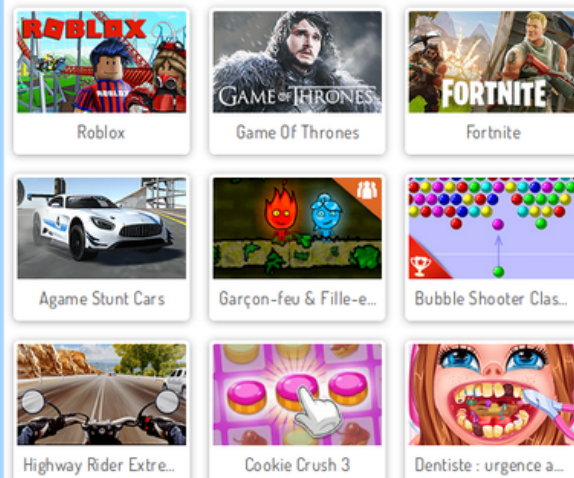 ROBLOX
ROBLOX
Roblox
GAME OF THRONES
Game Of Thrones
FORTNITE
Fortnite
Agame Stunt Cars
Garçon-feu & Fille-e...
Bubble Shooter Clas...
Highway Rider Extre...
Cookie Crush 3
Dentiste : urgence a...